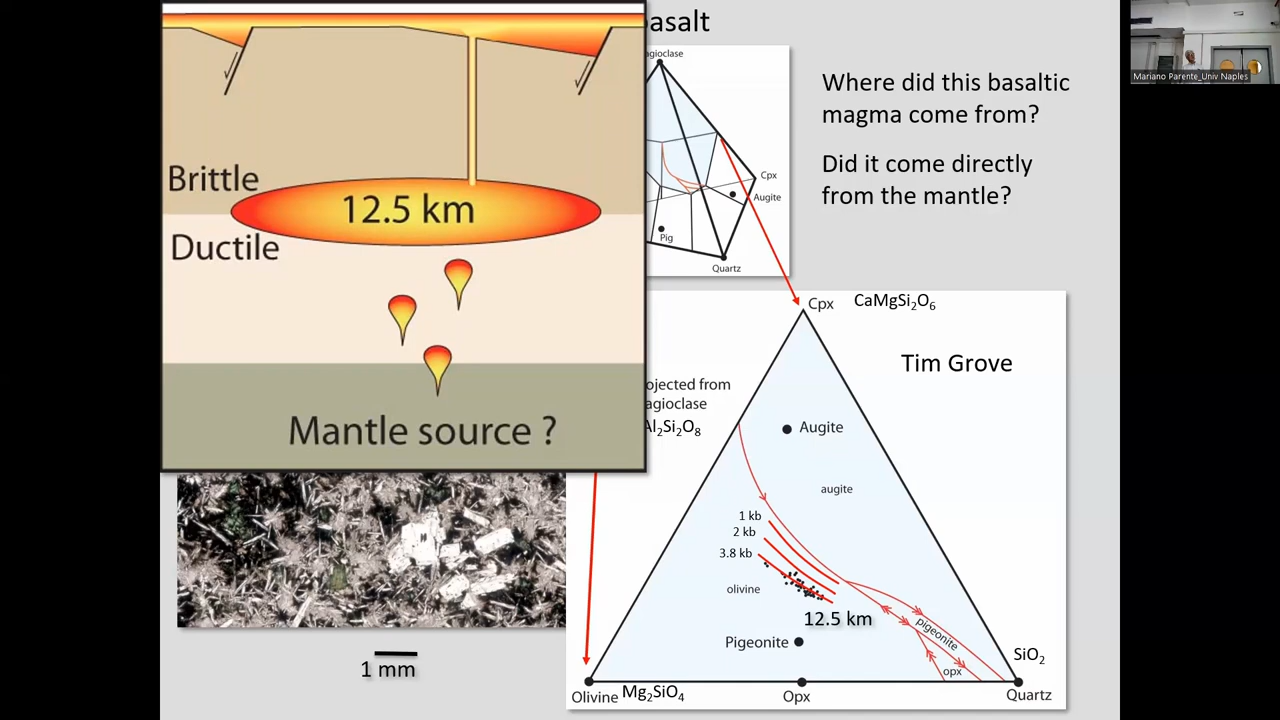 basalt
Where did this basaltic
magma come from?
Did it come directly
from the mantle?
Mariano Parente_Univ Naples
Brittle
12.5 km
Ductile
Mantle source ?
agioclase
Cpx
Augite
Pig
Quartz
Cpx
CaMgSi₂O₆
Tim Grove
ojected from
agioclase
Al₂Si₂O₈
Augite
augite
1 kb
2 kb
3.8 kb
olivine
12.5 km
pigeonite
Pigeonite
SiO₂
opx
Olivine Mg₂SiO₄
Opx
Quartz
1 mm